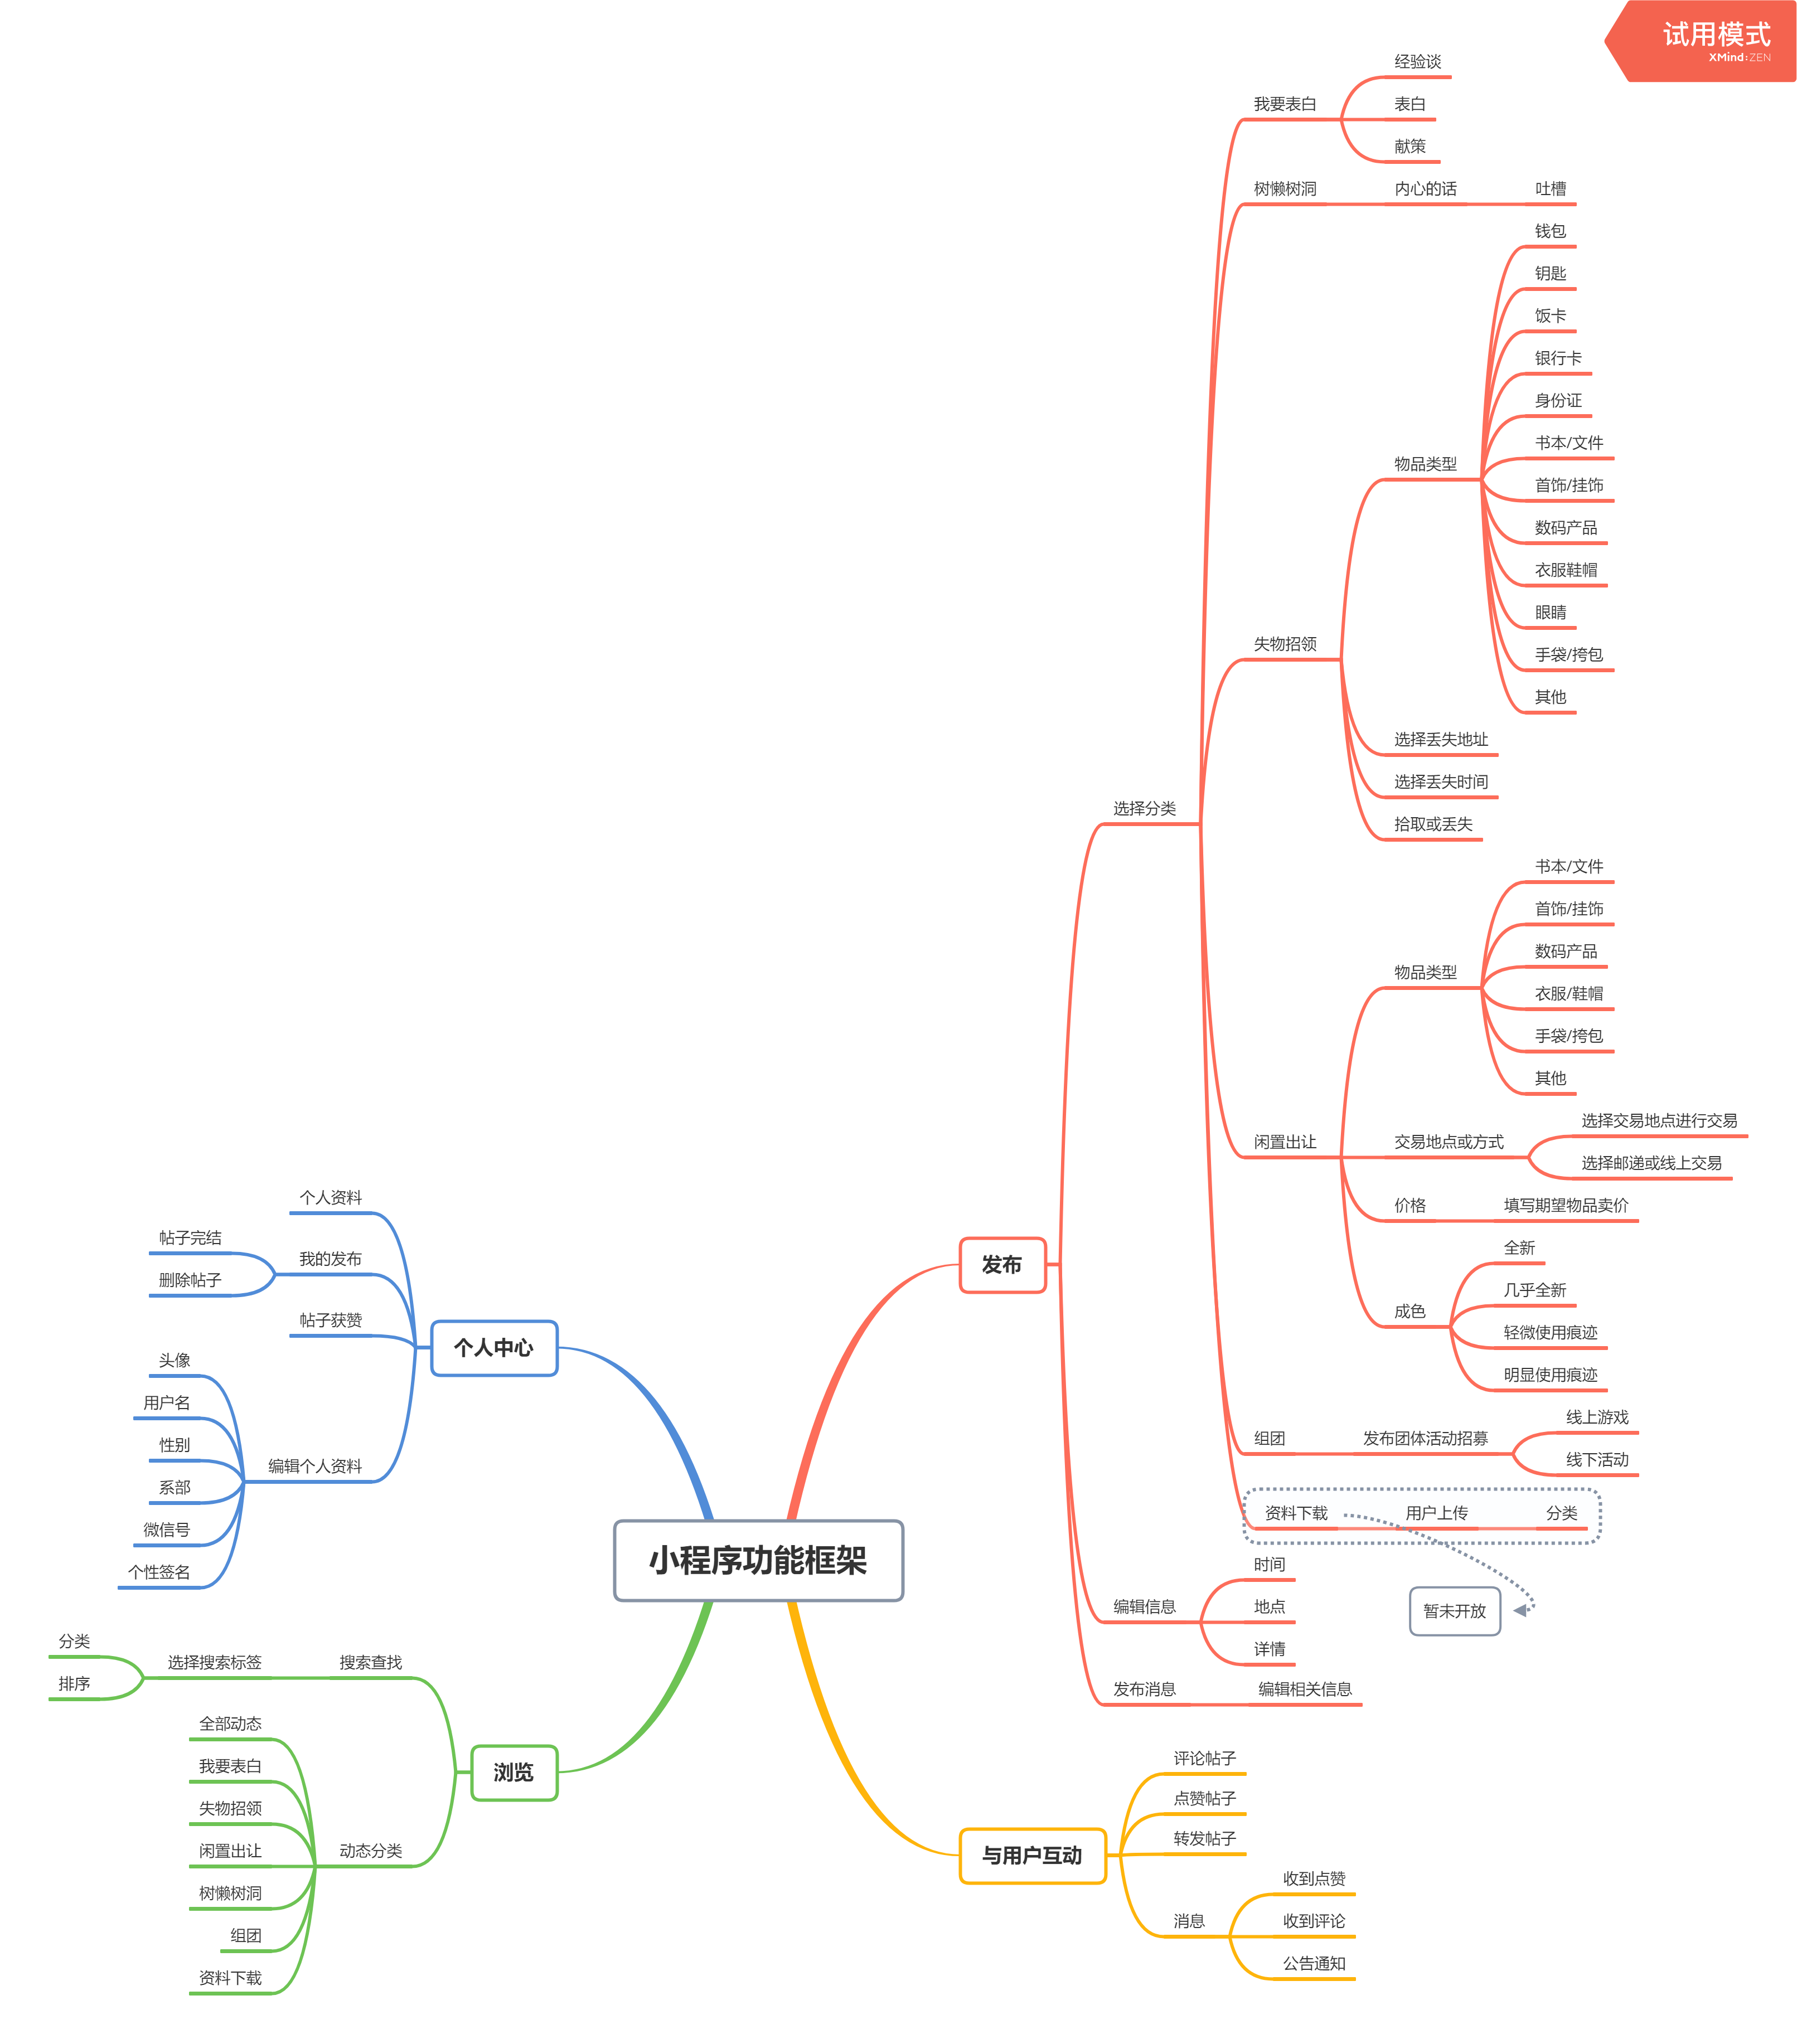 试用模式
XMind:ZEN
小程序功能框架
发布
选择分类
我要表白
经验谈
表白
献策
树懒树洞
内心的话
吐槽
失物招领
物品类型
钱包
钥匙
饭卡
银行卡
身份证
书本/文件
首饰/挂饰
数码产品
衣服鞋帽
眼睛
手袋/挎包
其他
选择丢失地址
选择丢失时间
拾取或丢失
闲置出让
物品类型
书本/文件
首饰/挂饰
数码产品
衣服/鞋帽
手袋/挎包
其他
交易地点或方式
选择交易地点进行交易
选择邮递或线上交易
价格
填写期望物品卖价
成色
全新
几乎全新
轻微使用痕迹
明显使用痕迹
组团
发布团体活动招募
线上游戏
线下活动
资料下载
用户上传
分类
暂未开放
编辑信息
时间
地点
详情
发布消息
编辑相关信息
与用户互动
评论帖子
点赞帖子
转发帖子
消息
收到点赞
收到评论
公告通知
个人中心
个人资料
我的发布
帖子完结
删除帖子
帖子获赞
编辑个人资料
头像
用户名
性别
系部
微信号
个性签名
浏览
搜索查找
选择搜索标签
分类
排序
动态分类
全部动态
我要表白
失物招领
闲置出让
树懒树洞
组团
资料下载